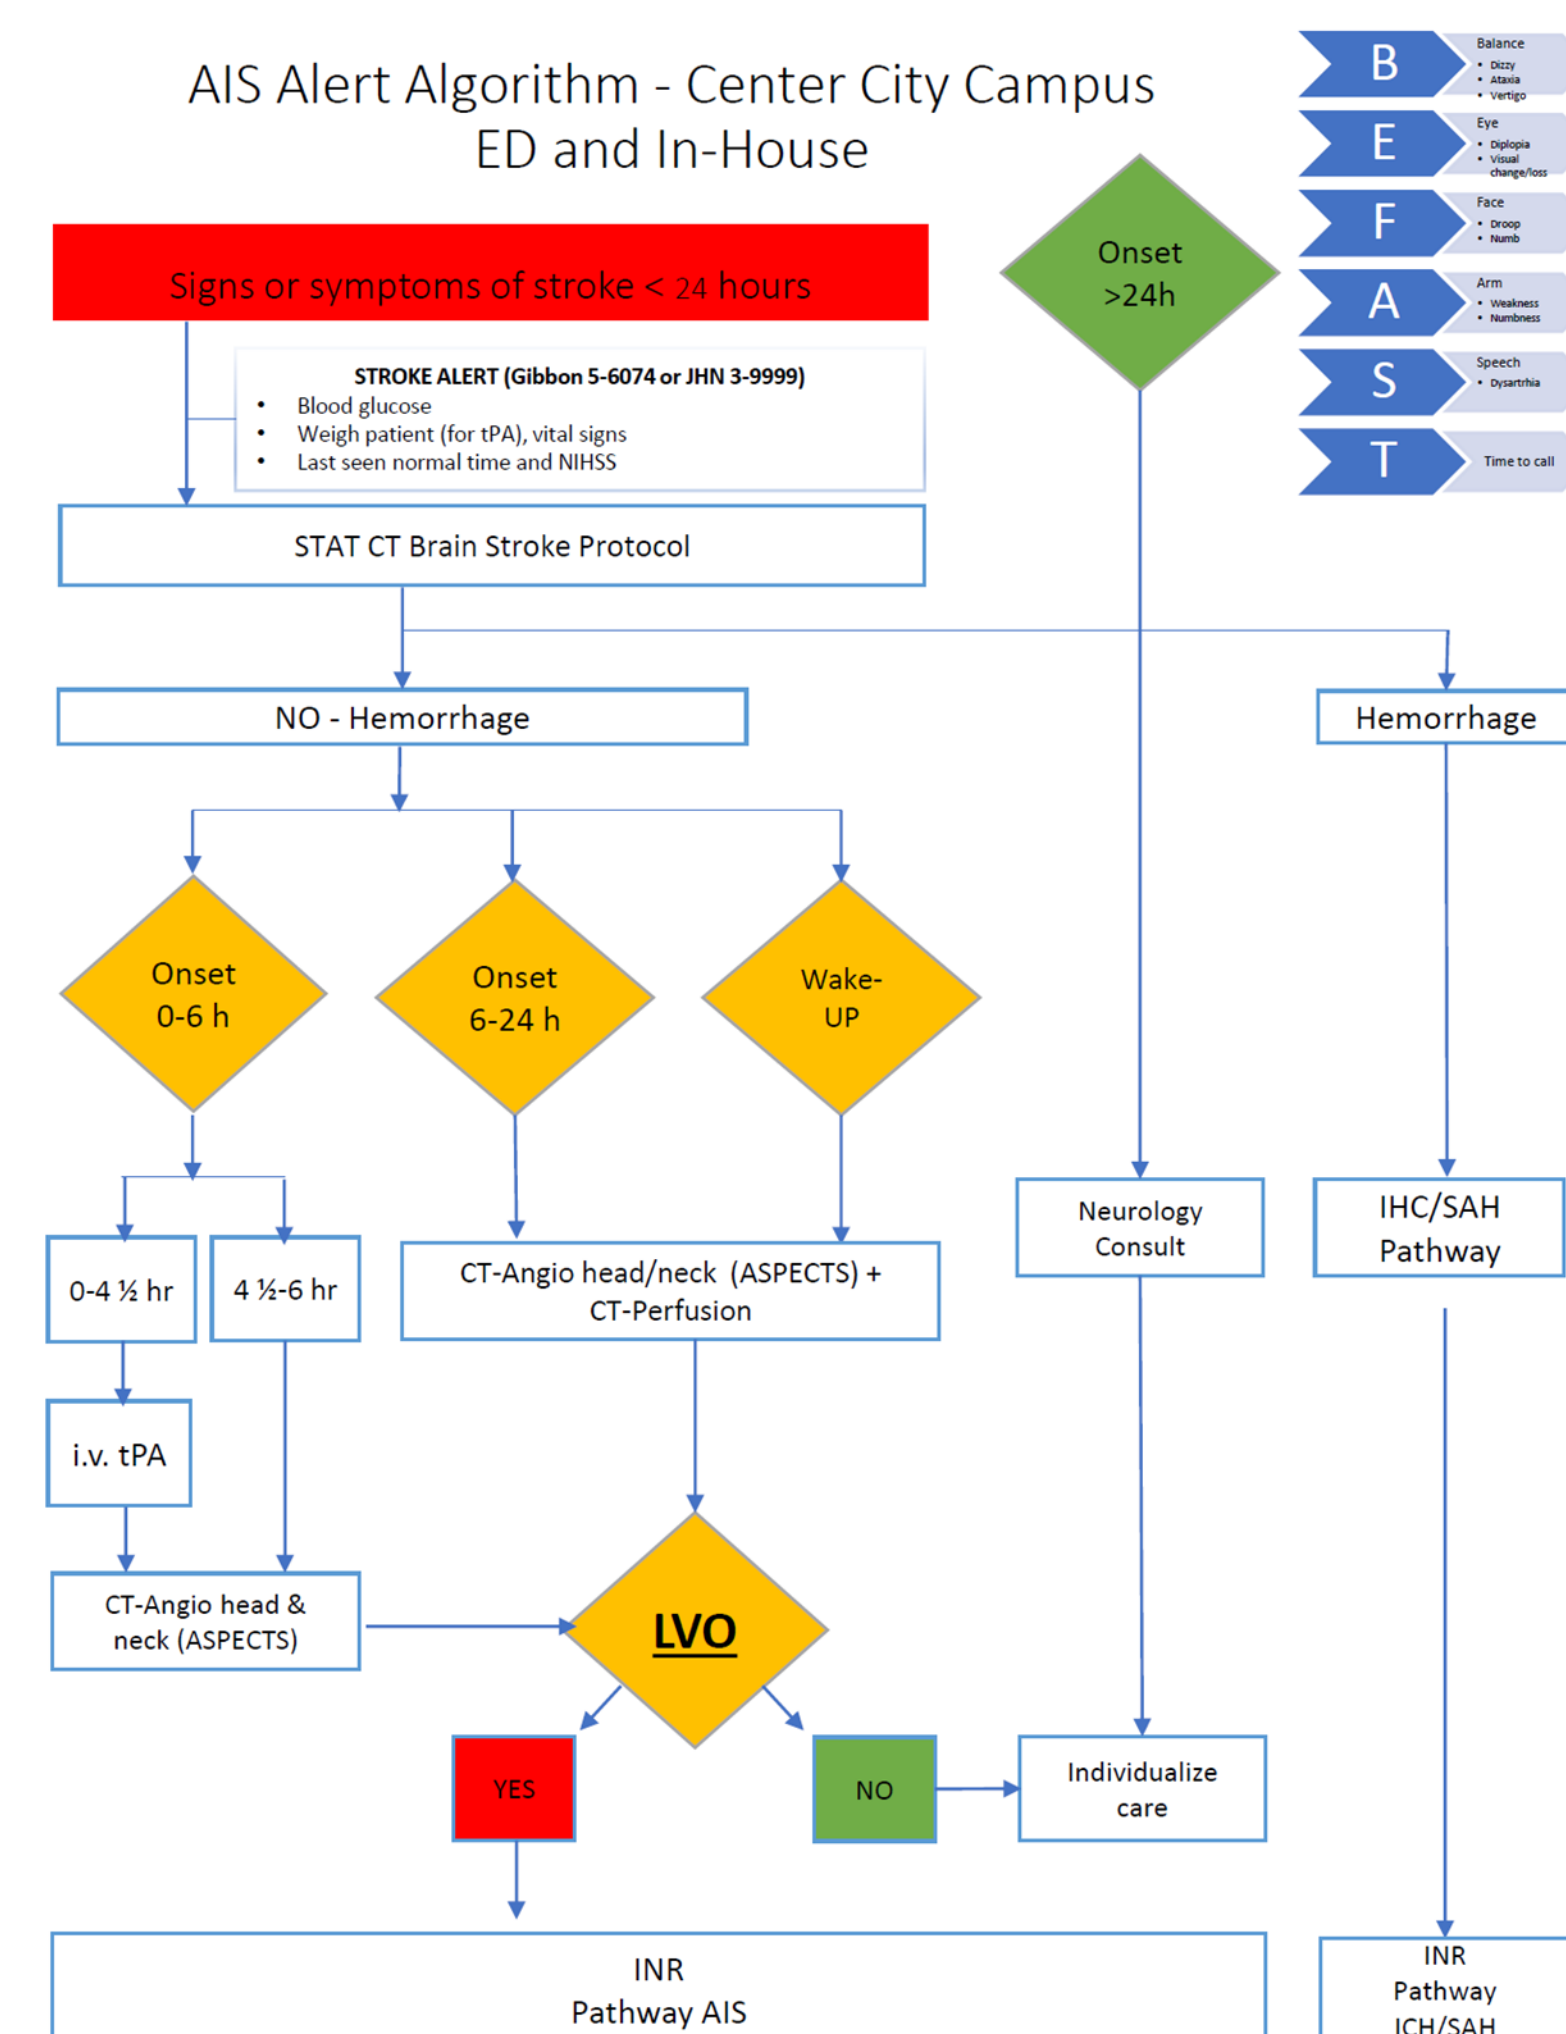 AIS Alert Algorithm - Center City Campus
ED and In-House
B
Balance
• Dizzy
• Ataxia
• Vertigo
E
Eye
• Diplopia
• Visual
change/loss
F
Face
• Droop
• Numb
A
Arm
• Weakness
• Numbness
S
Speech
• Dysartrhia
T
Time to call
Signs or symptoms of stroke < 24 hours
Onset
>24h
STROKE ALERT (Gibbon 5-6074 or JHN 3-9999)
• Blood glucose
• Weigh patient (for tPA), vital signs
• Last seen normal time and NIHSS
STAT CT Brain Stroke Protocol
NO - Hemorrhage
Hemorrhage
Onset
0-6 h
Onset
6-24 h
Wake-
UP
0-4 ½ hr
4 ½-6 hr
CT-Angio head/neck (ASPECTS) +
CT-Perfusion
Neurology
Consult
IHC/SAH
Pathway
i.v. tPA
CT-Angio head &
neck (ASPECTS)
LVO
YES
NO
Individualize
care
INR
Pathway AIS
INR
Pathway
ICH/SAH